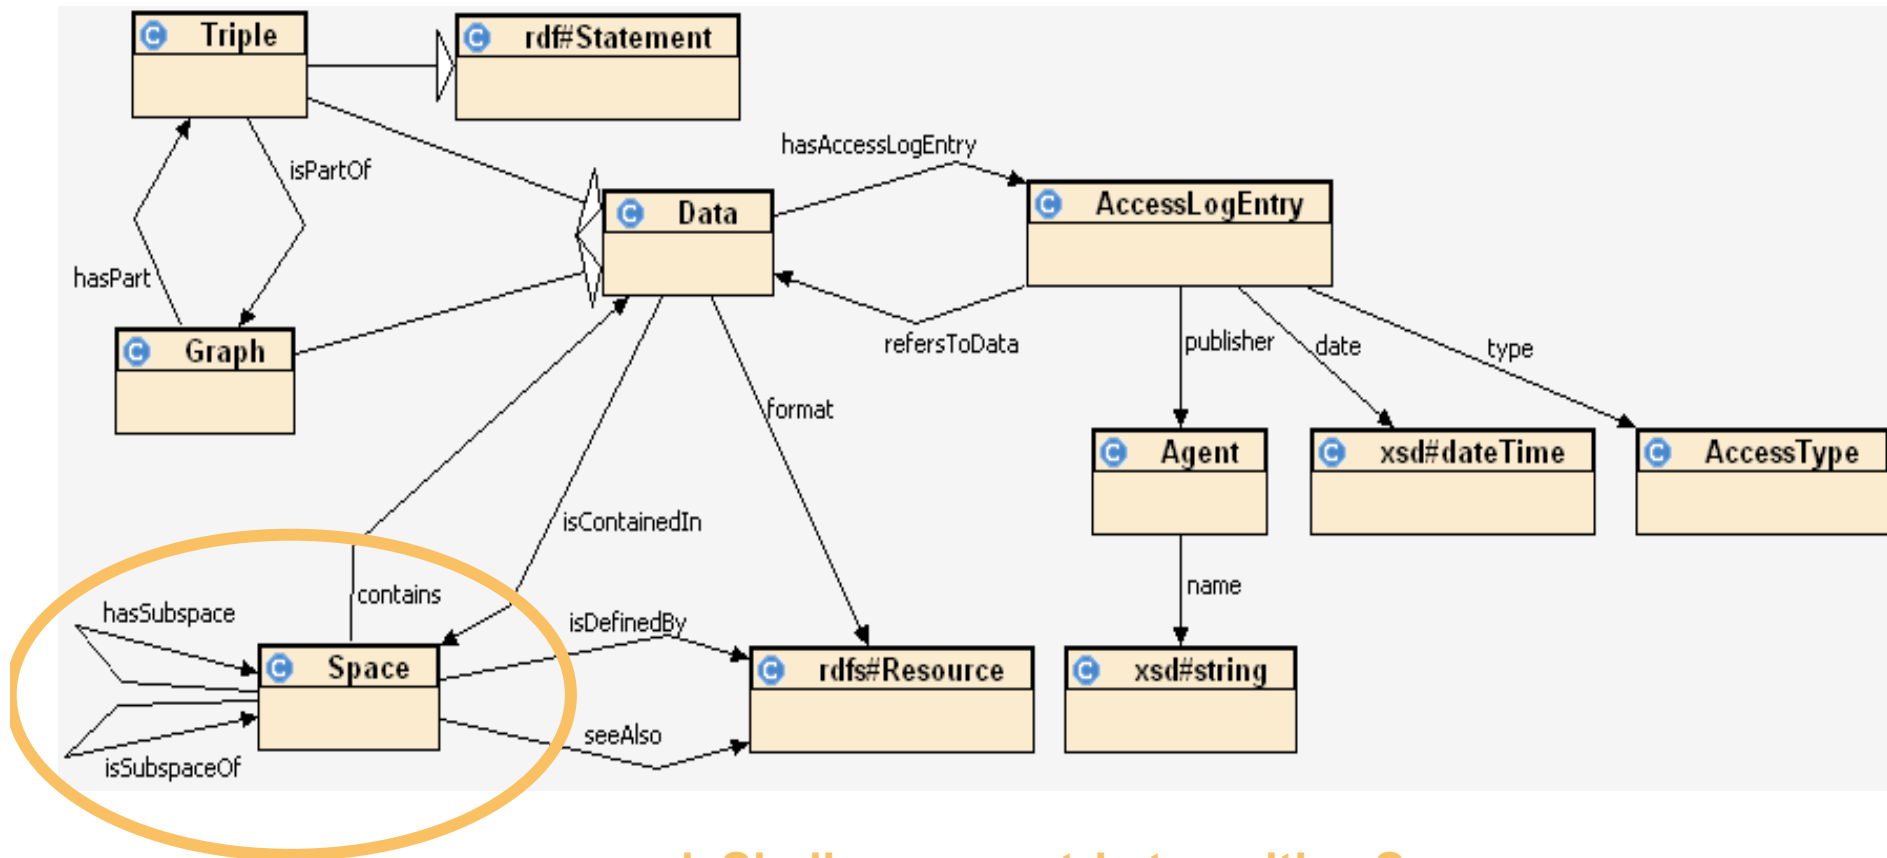 Triple
rdf#Statement
hasAccessLogEntry
isPartOf
Data
AccessLogEntry
hasPart
refersToData
publisher
date
type
Graph
format
Agent
xsd#dateTime
AccessType
isContainedIn
contains
name
hasSubspace
isDefinedBy
Space
rdfs#Resource
xsd#string
seeAlso
isSubspaceOf